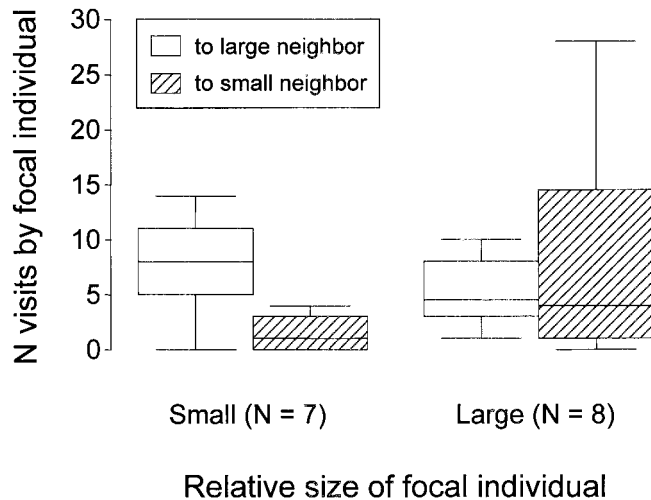 N visits by focal individual
30
25
20
15
10
5
0
to large neighbor
to small neighbor
Small (N = 7)
Large (N = 8)
Relative size of focal individual